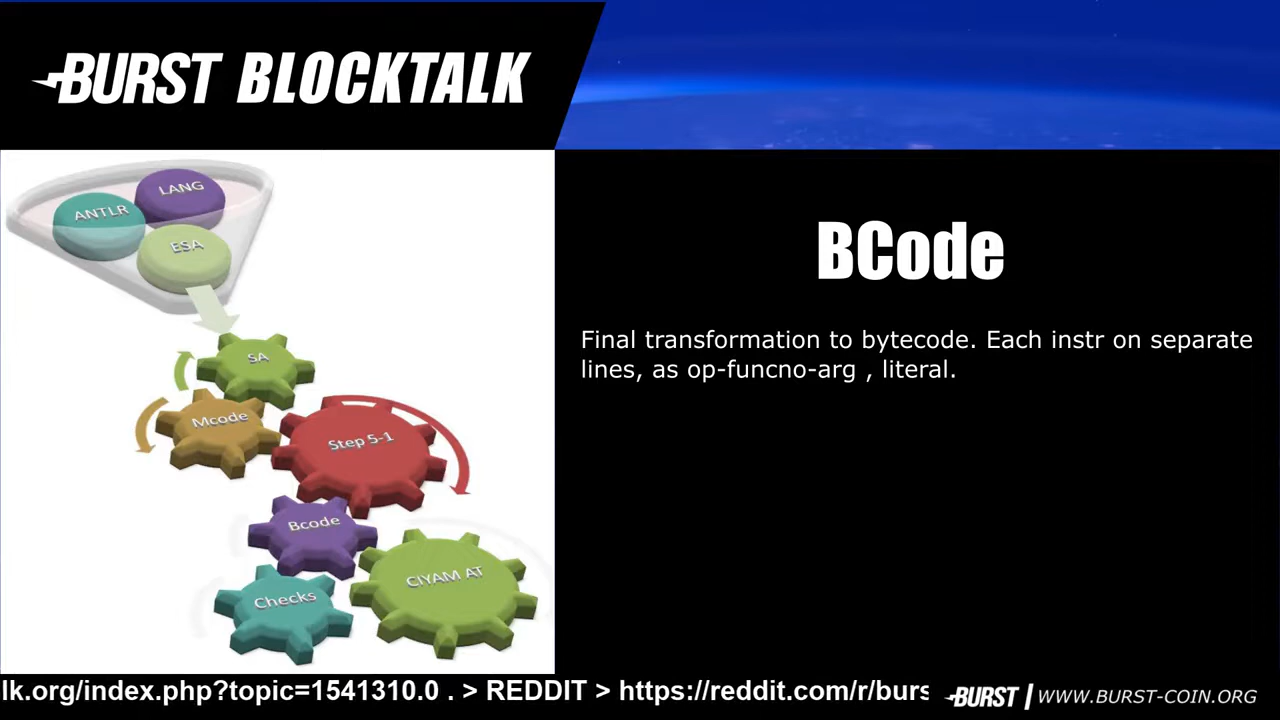 BURST BLOCKTALK
LANG
ANTLR
ESA
SA
Mcode
Step 5-1
Bcode
CIYAM AT
Checks
BCode
Final transformation to bytecode. Each instr on separate
lines, as op-funcno-arg , literal.
lk.org/index.php?topic=1541310.0 . > REDDIT > https://reddit.com/r/burs
BURST | WWW.BURST-COIN.ORG